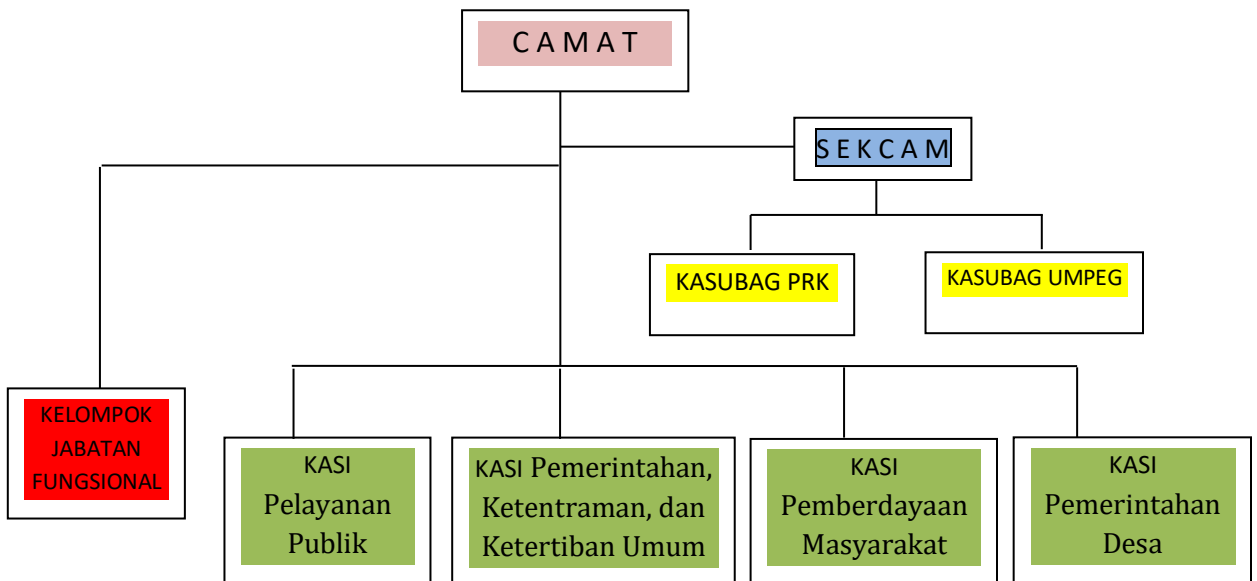 C A M A T
S E K C A M
KASUBAG PRK
KASUBAG UMPEG
KELOMPOK
JABATAN
FUNGSIONAL
KASI
Pelayanan
Publik
KASI Pemerintahan,
Ketentraman, dan
Ketertiban Umum
KASI
Pemberdayaan
Masyarakat
KASI
Pemerintahan
Desa